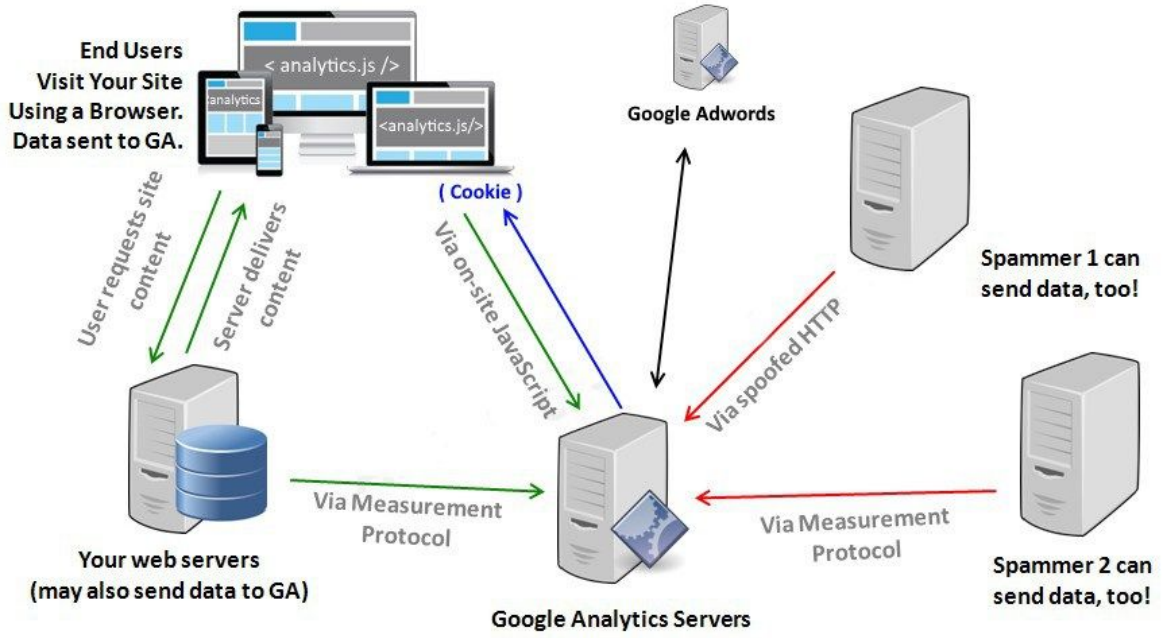 End Users
Visit Your Site
Using a Browser.
Data sent to GA.
< analytics.js />
analytics.
<analytics.js/>
( Cookie )
Google Adwords
User requests site
content
Server delivers
content
Via on-site JavaScript
Via spoofed HTTP
Spammer 1 can
send data, too!
Via Measurement
Protocol
Via Measurement
Protocol
Your web servers
(may also send data to GA)
Google Analytics Servers
Spammer 2 can
send data, too!